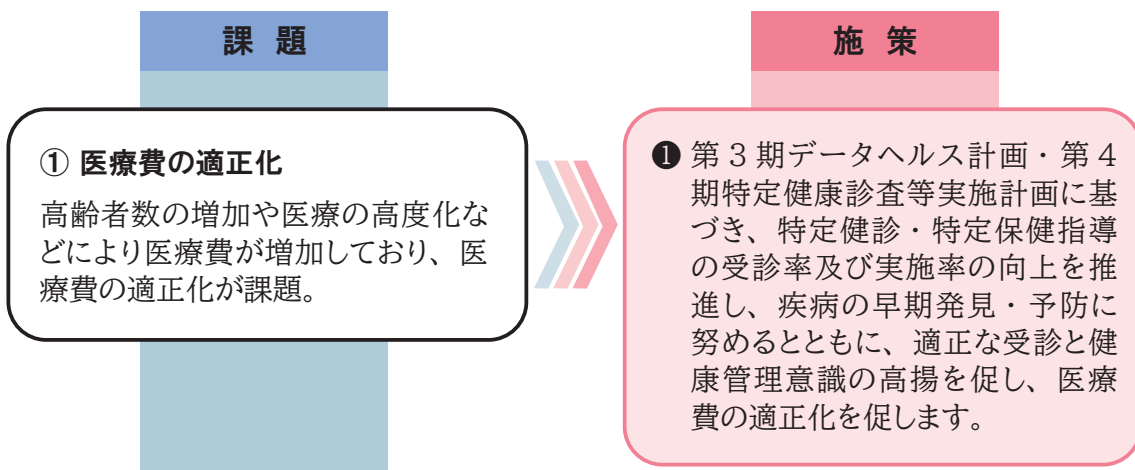 課 題
① 医療費の適正化
高齢者数の増加や医療の高度化な
どにより医療費が増加しており、医
療費の適正化が課題。
施 策
❶ 第3期データヘルス計画・第4
期特定健康診査等実施計画に基
づき、特定健診・特定保健指導
の受診率及び実施率の向上を推
進し、疾病の早期発見・予防に
努めるとともに、適正な受診と健
康管理意識の高揚を促し、医療
費の適正化を促します。